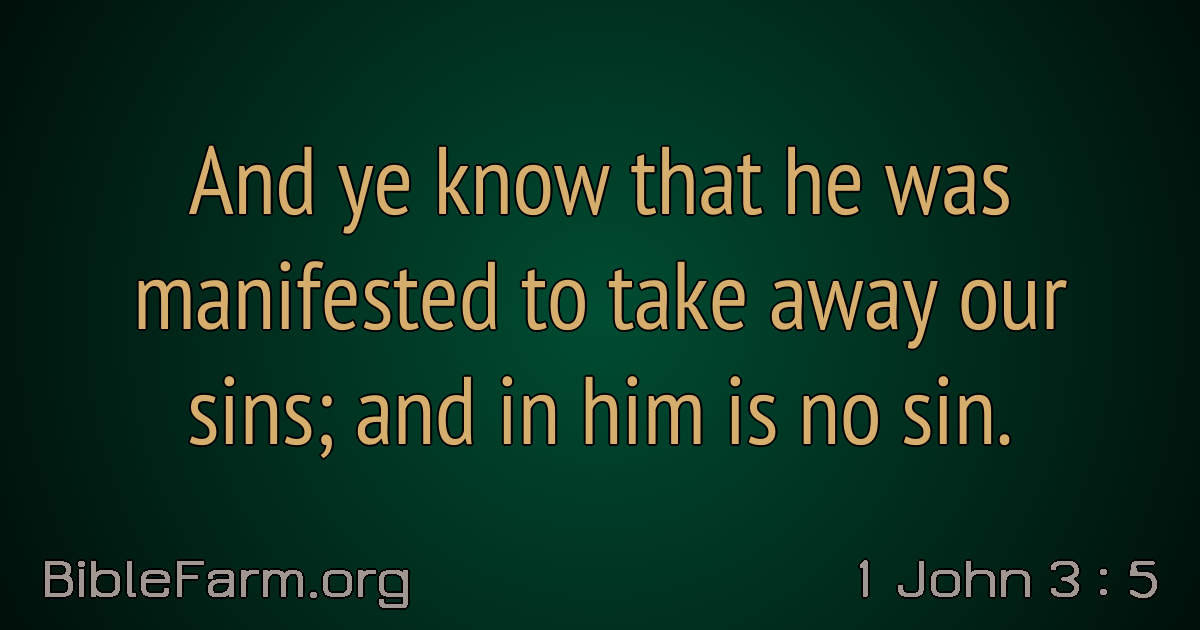 And ye know that he was
manifested to take away our
sins; and in him is no sin.
BibleFarm.org
1 John 3 : 5